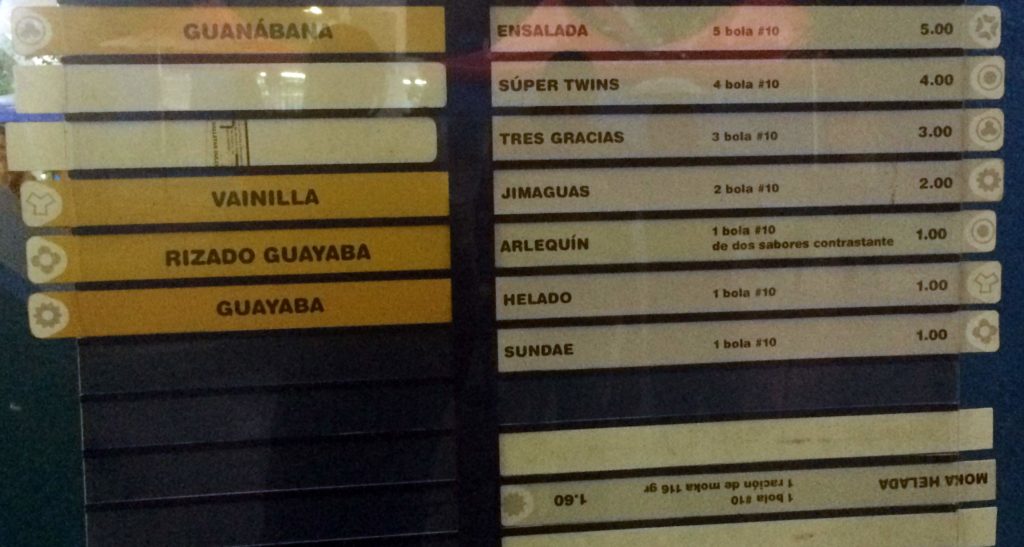 GUANÁBANA
VAINILLA
RIZADO GUAYABA
GUAYABA
ENSALADA 5 bola #10 5.00
SÚPER TWINS 4 bola #10 4.00
TRES GRACIAS 3 bola #10 3.00
JIMAGUAS 2 bola #10 2.00
ARLEQUÍN 1 bola #10 1.00
de dos sabores contrastante
HELADO 1 bola #10 1.00
SUNDAE 1 bola #10 1.00
MOKA HELADA 1 bola #10 1.60
1 ración de moka 116 gr